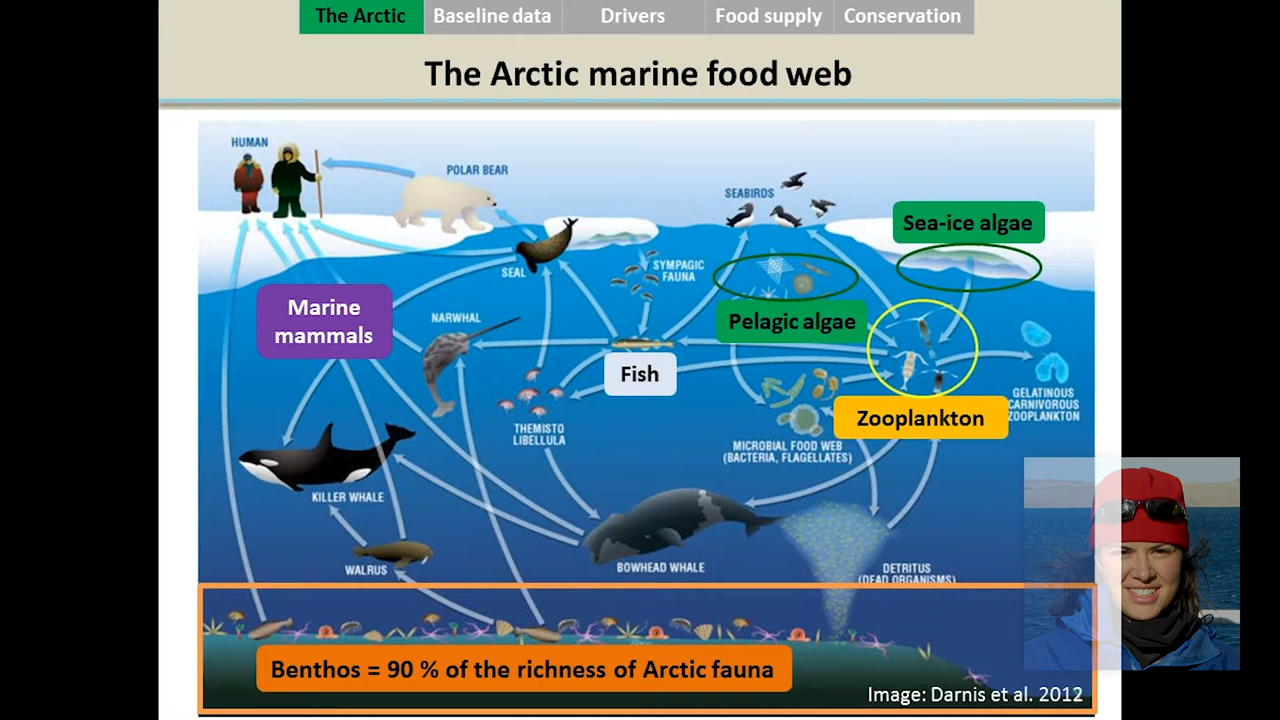 The Arctic
Baseline data
Drivers
Food supply
Conservation
The Arctic marine food web
HUMAN
POLAR BEAR
SEABIRDS
Sea-ice algae
SEAL
SYMPAGIC
FAUNA
Marine
mammals
NARWHAL
Pelagic algae
Fish
GELATINOUS
CARNIVOROUS
ZOOPLANKTON
Zooplankton
THEMISTO
LIBELLULA
MICROBIAL FOOD WEB
(BACTERIA, FLAGELLATES)
KILLER WHALE
WALRUS
BOWHEAD WHALE
DETRITUS
(DEAD ORGANISMS)
Benthos = 90 % of the richness of Arctic fauna
Image: Darnis et al. 2012